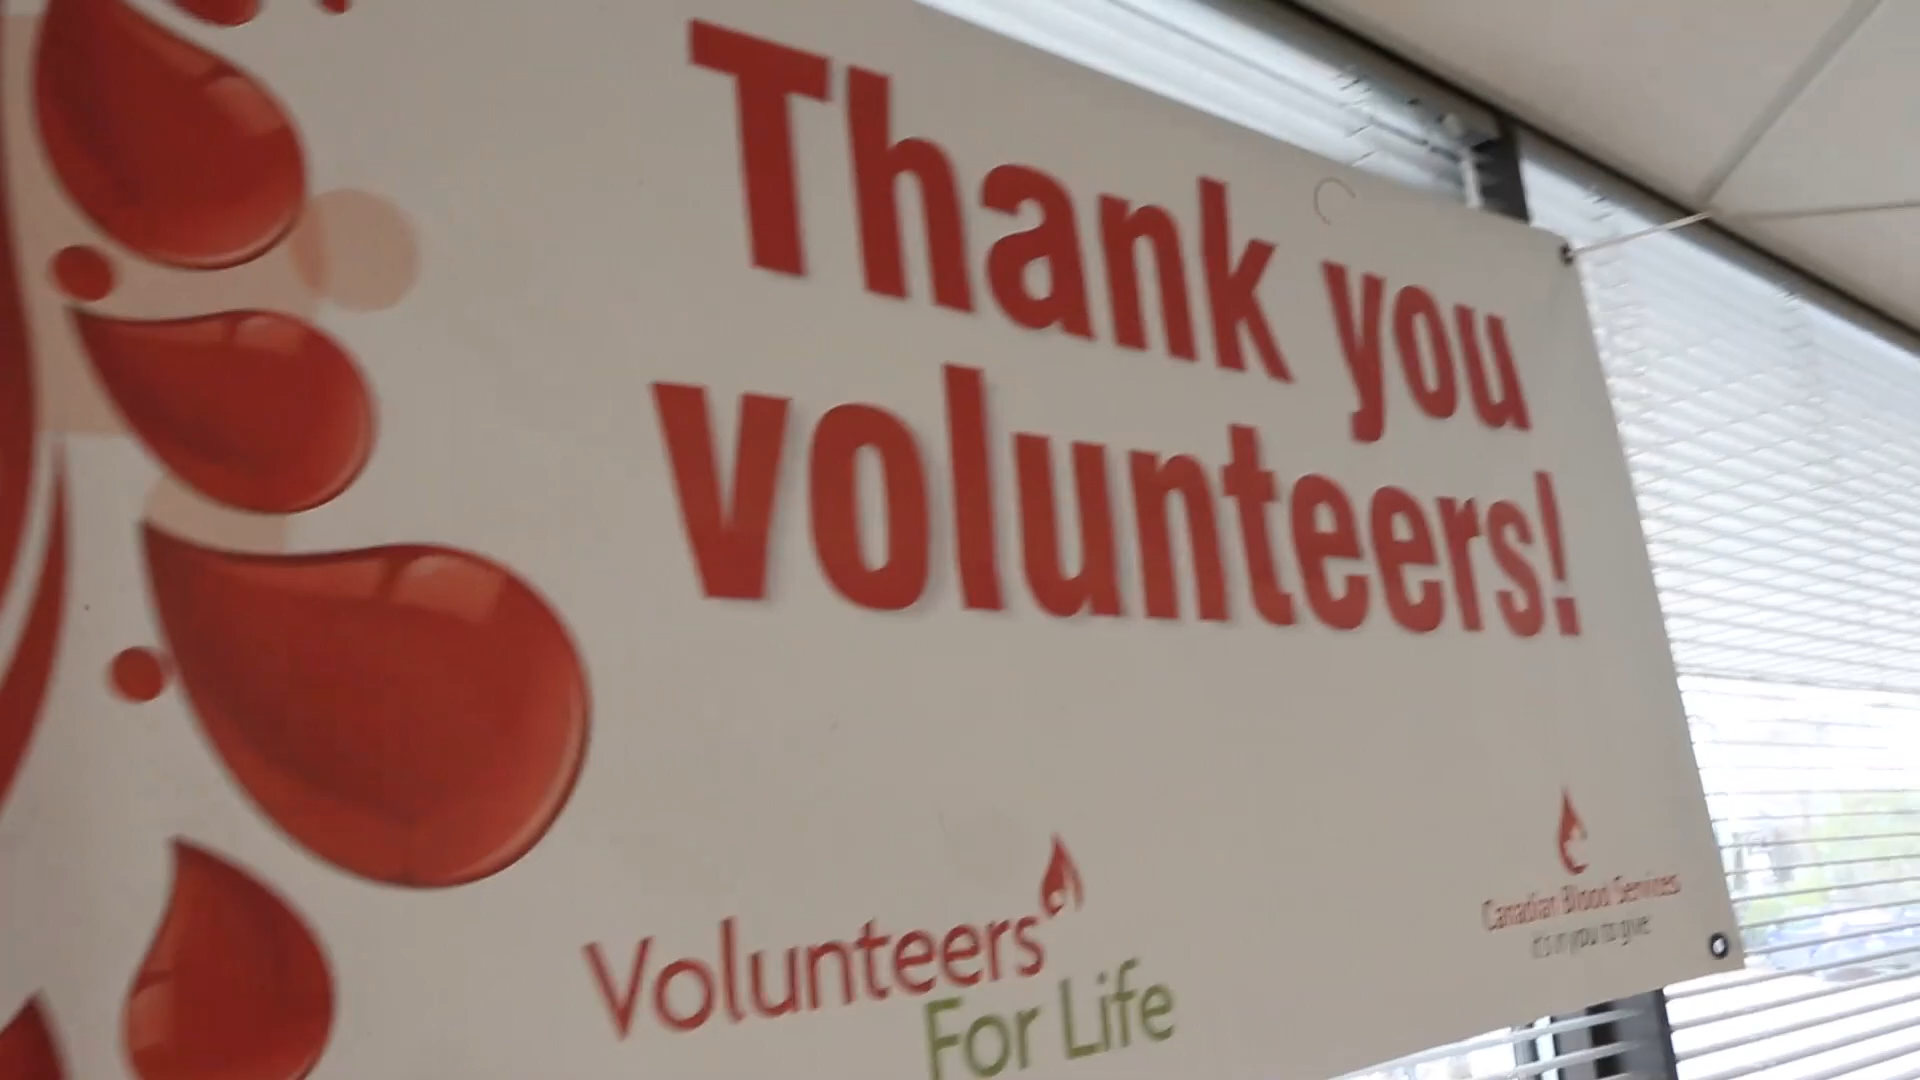 Thank you
volunteers!
Volunteers
For Life
Canadian Blood Services
it's in you to give